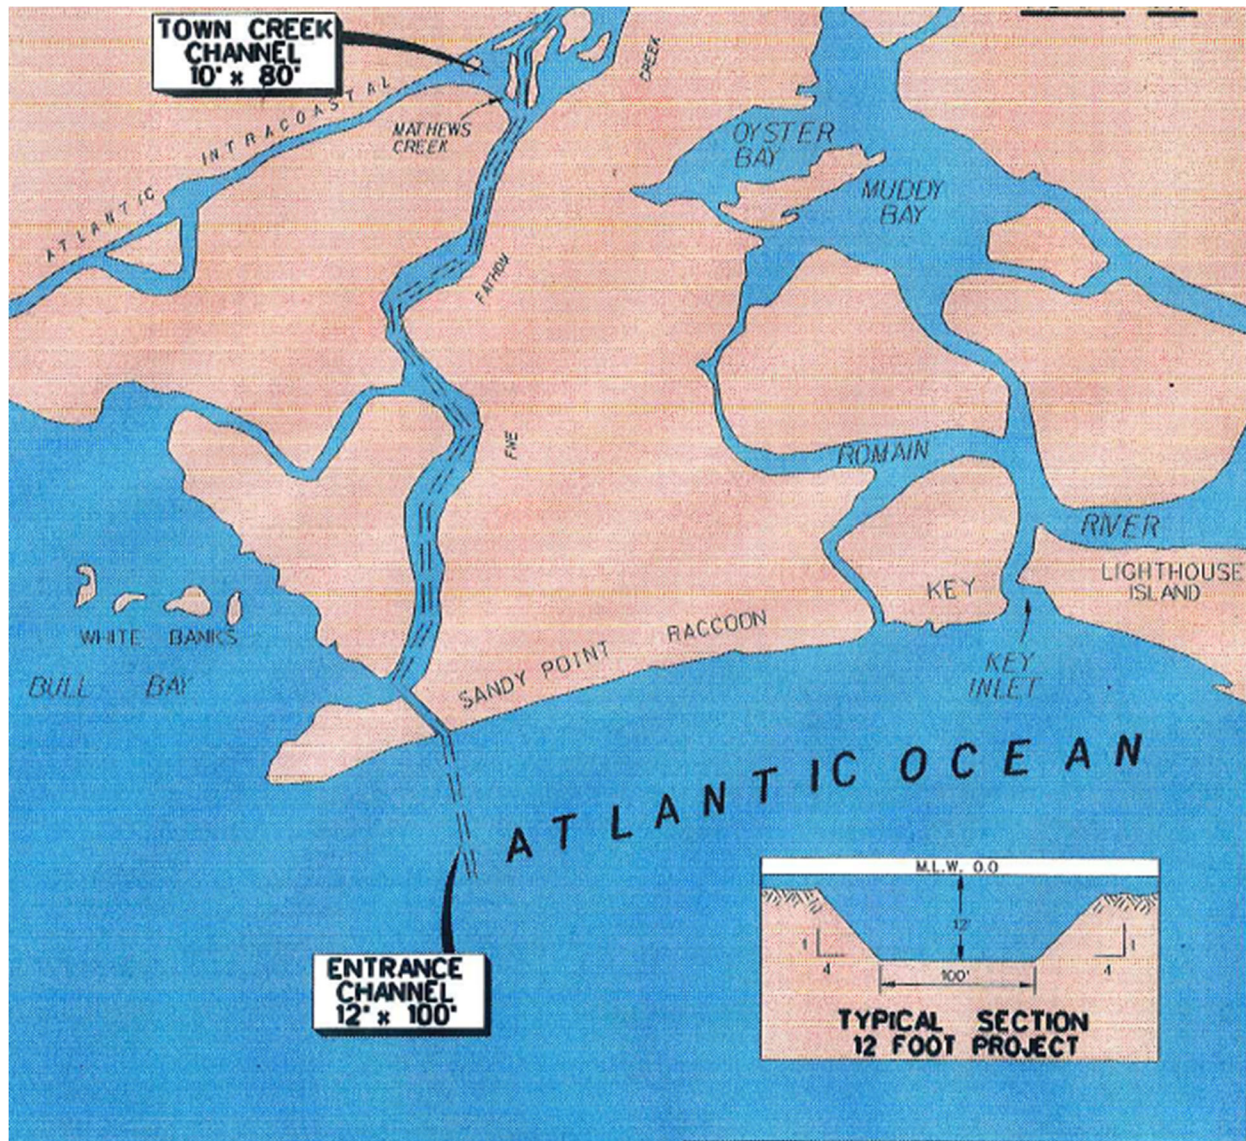 TOWN CREEK
CHANNEL
10' x 80'
ATLANTIC INTRACOASTAL
MATHEWS
CREEK
CREEK
FATHON
FWE
OYSTER
BAY
MUDDY
BAY
ROMAIN
RIVER
LIGHTHOUSE
ISLAND
KEY
KEY
INLET
WHITE BANKS
BULL BAY
SANDY POINT RACCOON
ATLANTIC OCEAN
ENTRANCE
CHANNEL
12' x 100'
M.L.W. 0.0
12'
1
4
1
4
100'
TYPICAL SECTION
12 FOOT PROJECT